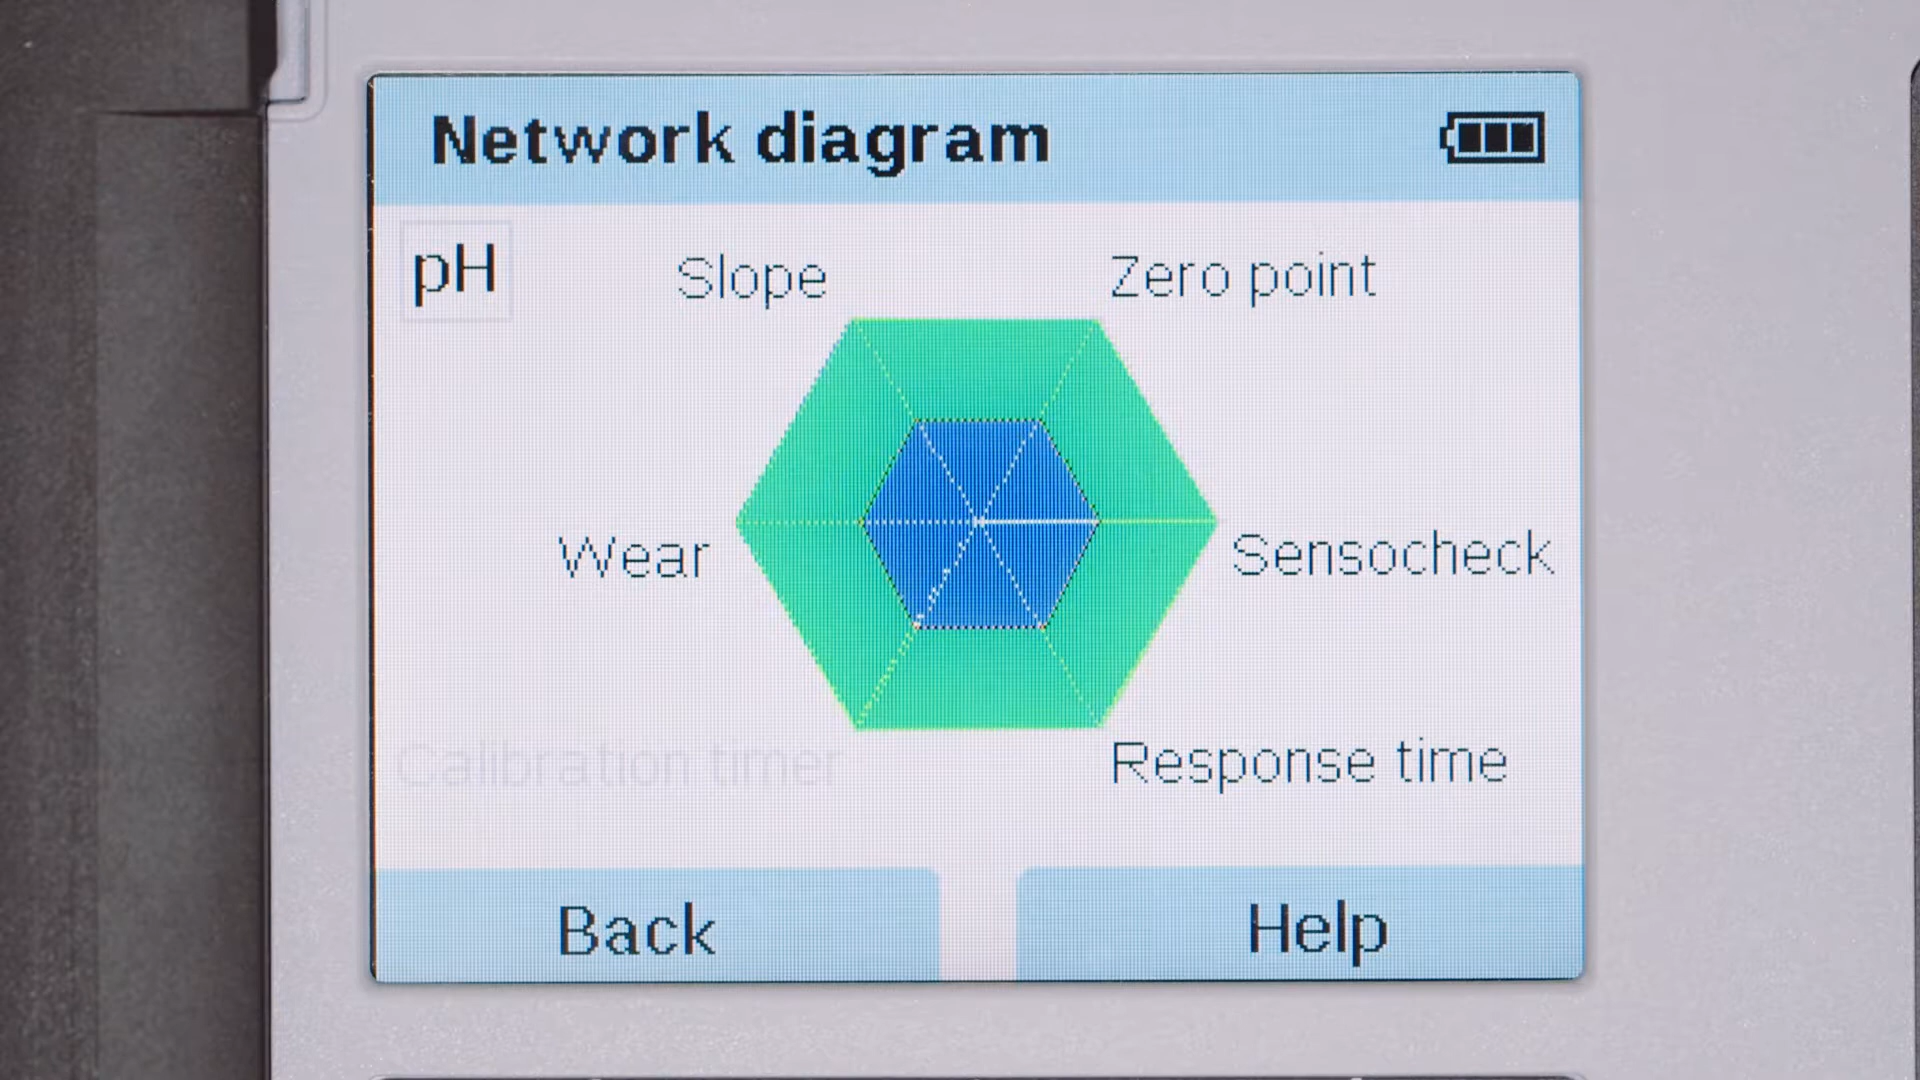 Network diagram
pH
Slope
Zero point
Wear
Sensocheck
Calibration timer
Response time
Back
Help